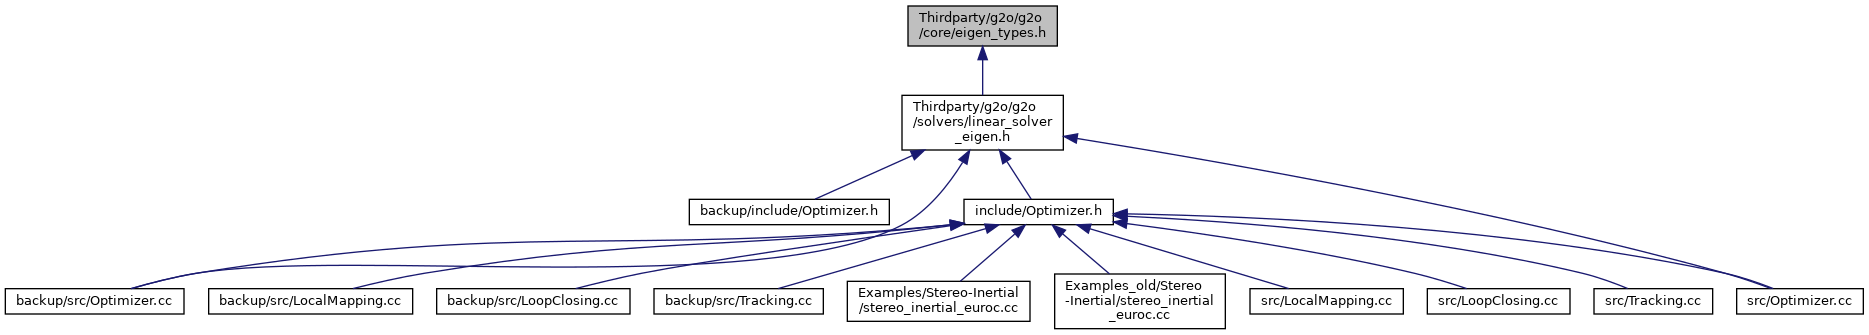 Thirdparty/g2o/g2o
/core/eigen_types.h
Thirdparty/g2o/g2o
/solvers/linear_solver
_eigen.h
backup/include/Optimizer.h
include/Optimizer.h
backup/src/Optimizer.cc
backup/src/LocalMapping.cc
backup/src/LoopClosing.cc
backup/src/Tracking.cc
Examples/Stereo-Inertial
/stereo_inertial_euroc.cc
Examples_old/Stereo
-Inertial/stereo_inertial
_euroc.cc
src/LocalMapping.cc
src/LoopClosing.cc
src/Tracking.cc
src/Optimizer.cc